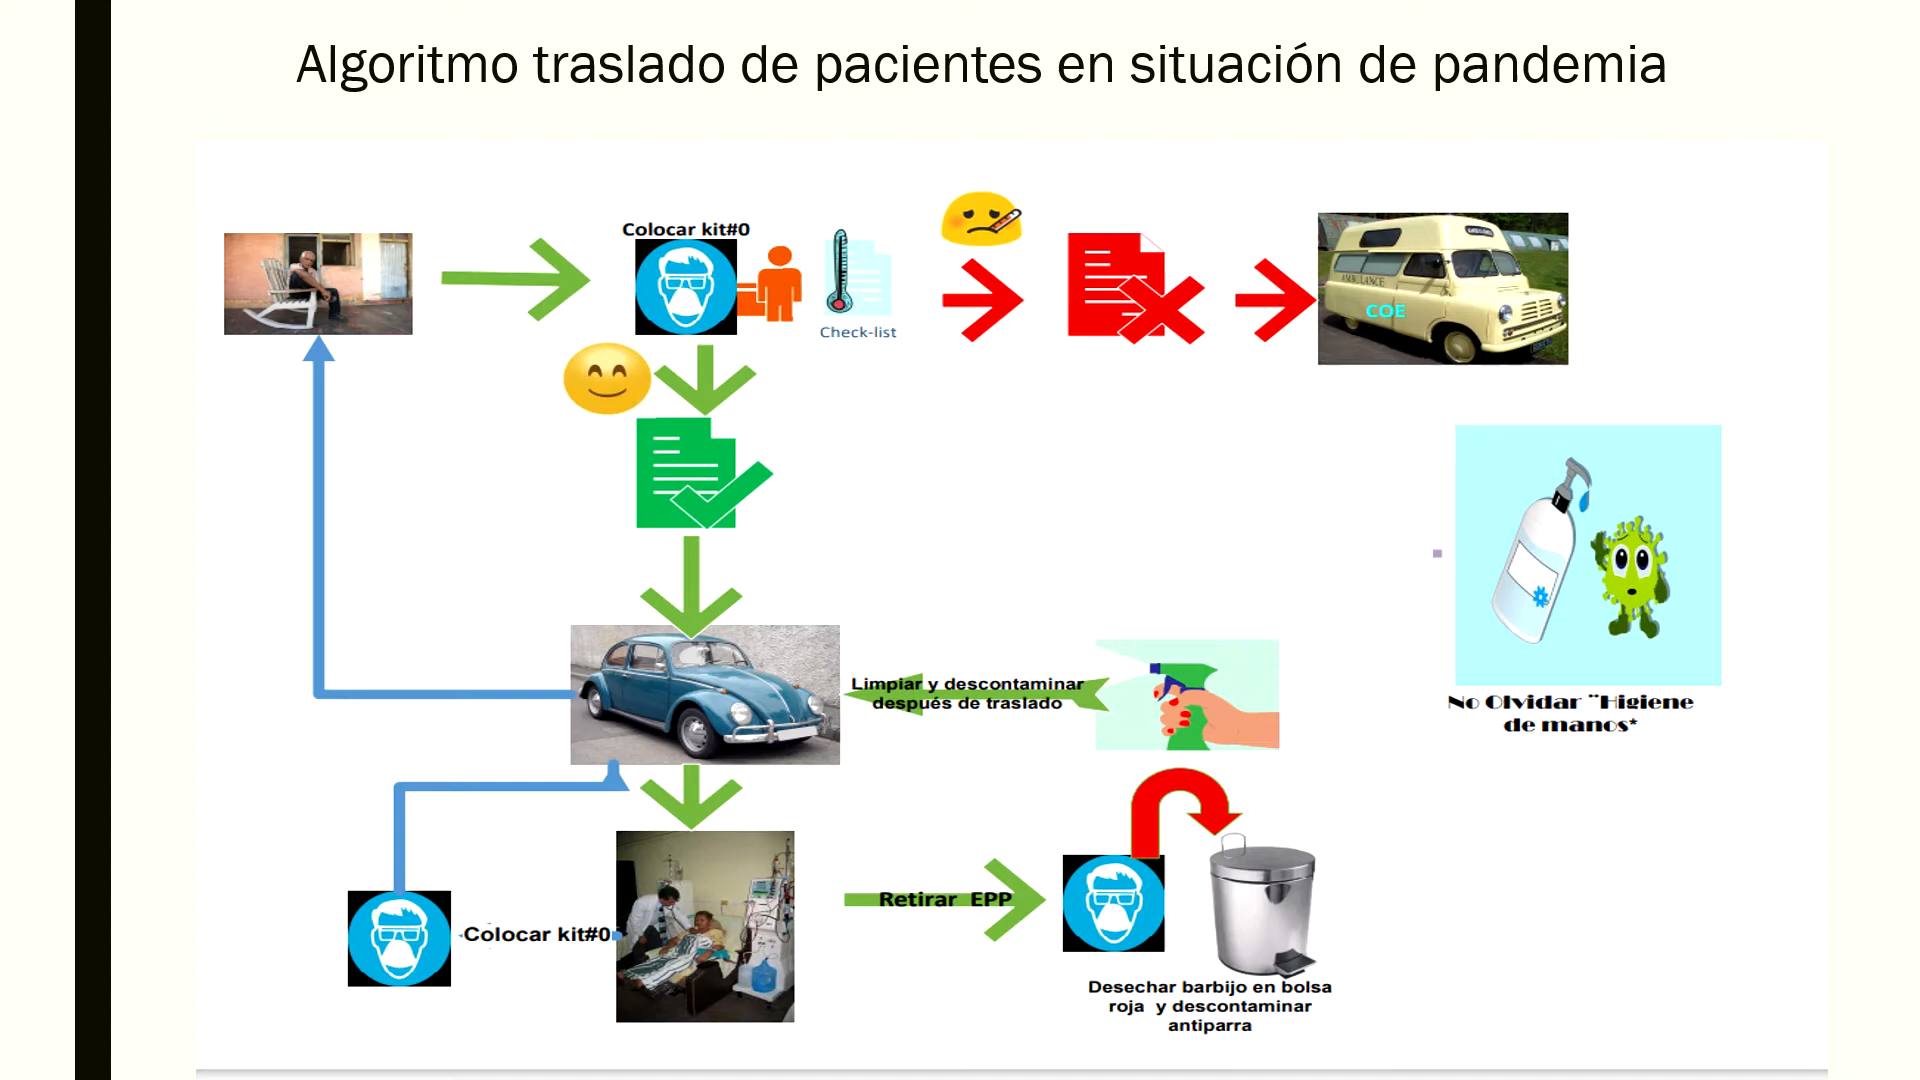 Algoritmo traslado de pacientes en situación de pandemia
Colocar kit#0
Check-list
AMBULANCE
COE
Limpiar y descontaminar
después de traslado
No Olvidar ¨Higiene
de manos*
Retirar EPP
Colocar kit#0
Desechar barbijo en bolsa
roja y descontaminar
antiparra